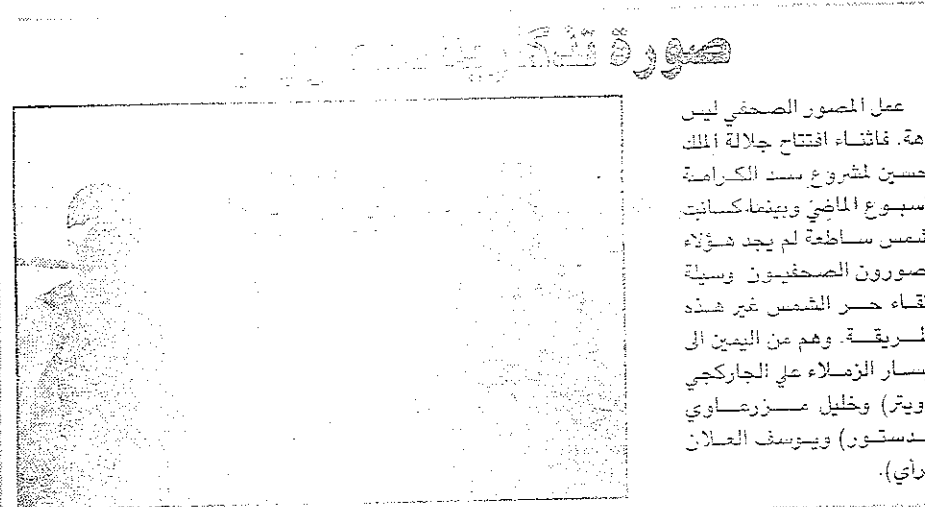 صورة
عمل المصور الصحفي ليس
هة. فاثناء افتتاح جلالة الملك
حسين لمشروع سد الكرامة
سبوع الماضي وبينما كانت
شمس ساطعة لم يجد هؤلاء
صورون الصحفيون وسيلة
تقاء حر الشمس غير هذه
طريقة. وهم من اليمين الى
سار الزملاء علي الجاركجي
ويتر) وخليل مزرعاوي
دستور) ويوسف العلان
رأي).